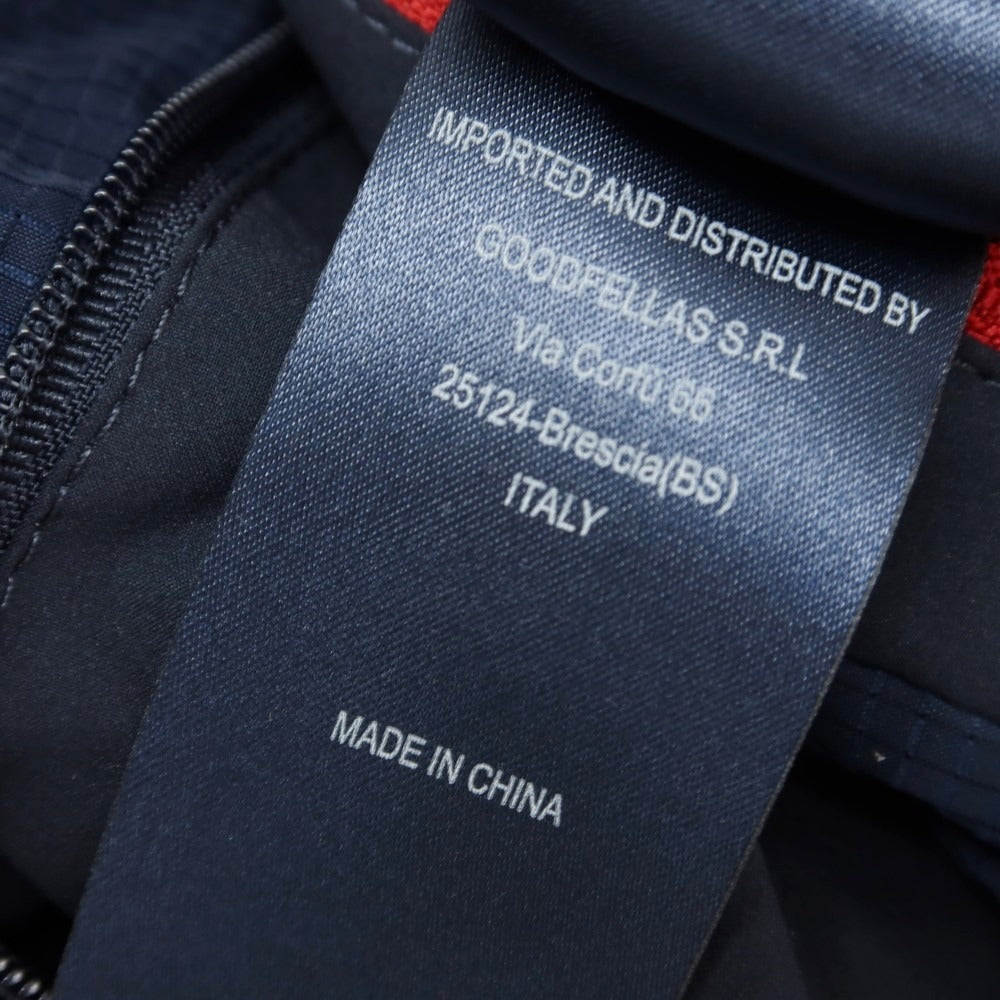 IMPORTED AND DISTRIBUTED BY
GOODFELLAS S.R.L
Via Corfù 66
25124-Brescia(BS)
ITALY
MADE IN CHINA